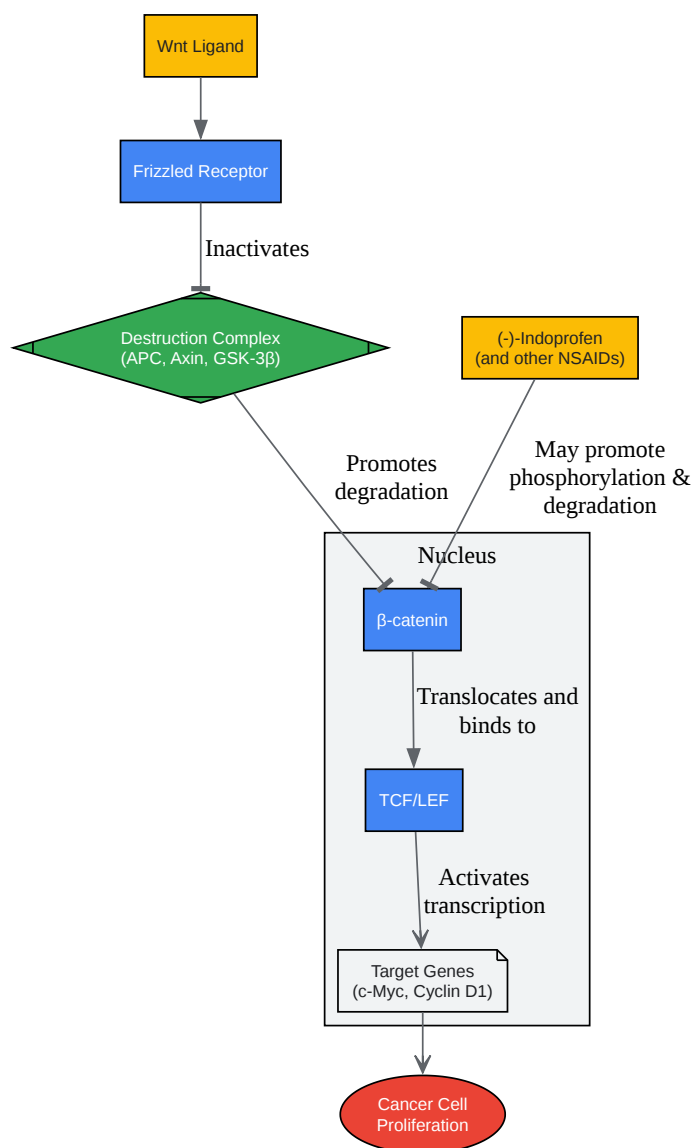 Wnt Ligand
Frizzled Receptor
Inactivates
Destruction Complex
(APC, Axin, GSK-3β)
(-)-Indoprofen
(and other NSAIDs)
Promotes
degradation
May promote
phosphorylation &
degradation
Nucleus
β-catenin
Translocates and
binds to
TCF/LEF
Activates
transcription
Target Genes
(c-Myc, Cyclin D1)
Cancer Cell
Proliferation